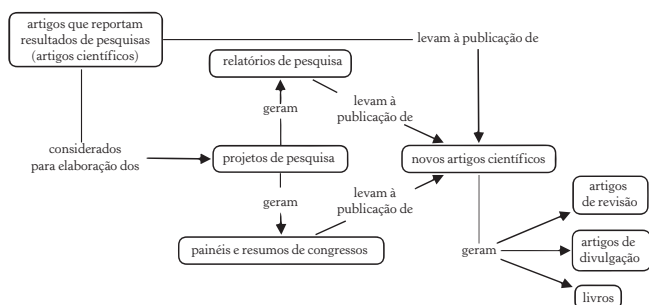 artigos que reportam
resultados de pesquisas
(artigos científicos)
levam à publicação de
relatórios de pesquisa
geram
levam à
publicação de
considerados
para elaboração dos
projetos de pesquisa
novos artigos científicos
geram
levam à
publicação de
painéis e resumos de congressos
geram
artigos
de revisão
artigos de
divulgação
livros